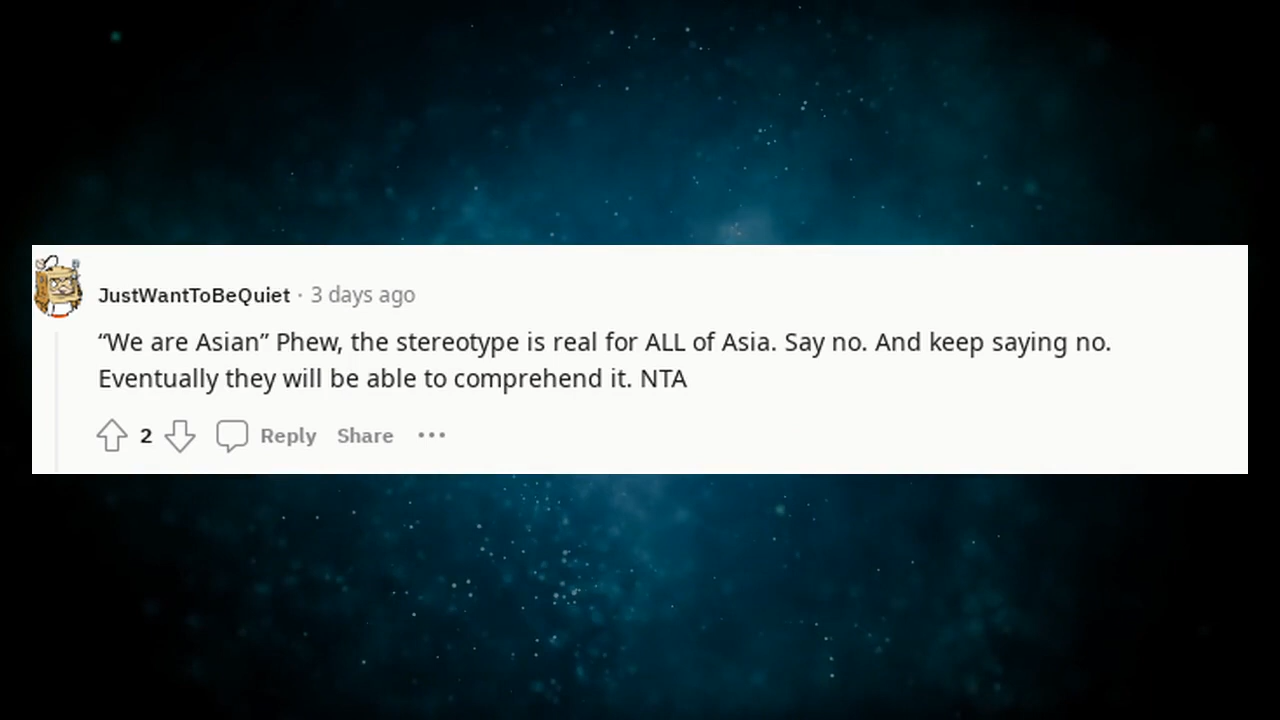 JustWantToBeQuiet · 3 days ago
“We are Asian” Phew, the stereotype is real for ALL of Asia. Say no. And keep saying no.
Eventually they will be able to comprehend it. NTA
2 Reply Share ···